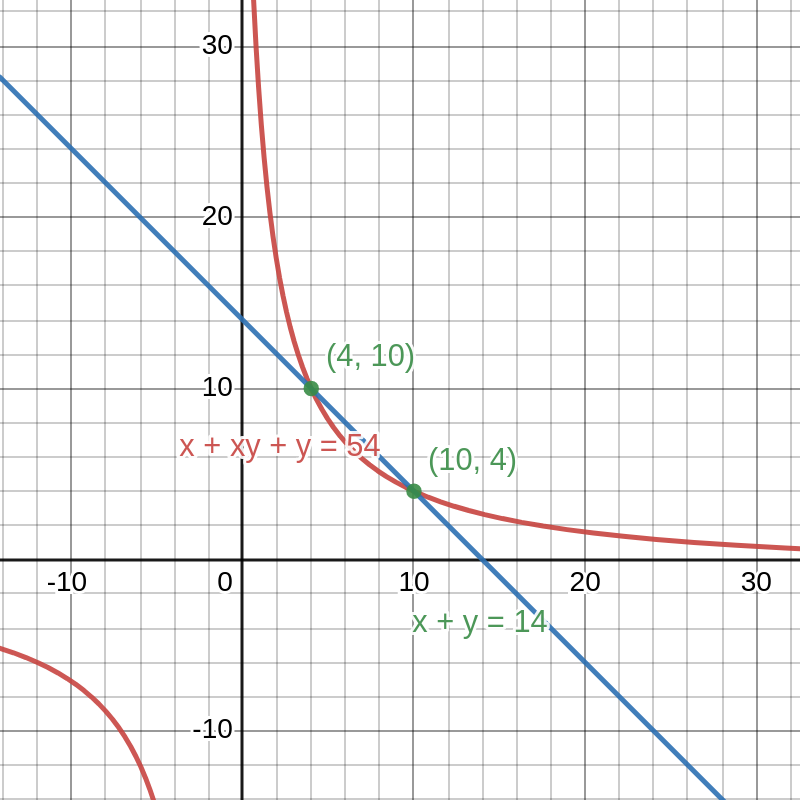 30
20
(4, 10)
10
x + xy + y = 54
(10, 4)
-10 0 10 20 30
x + y = 14
-10